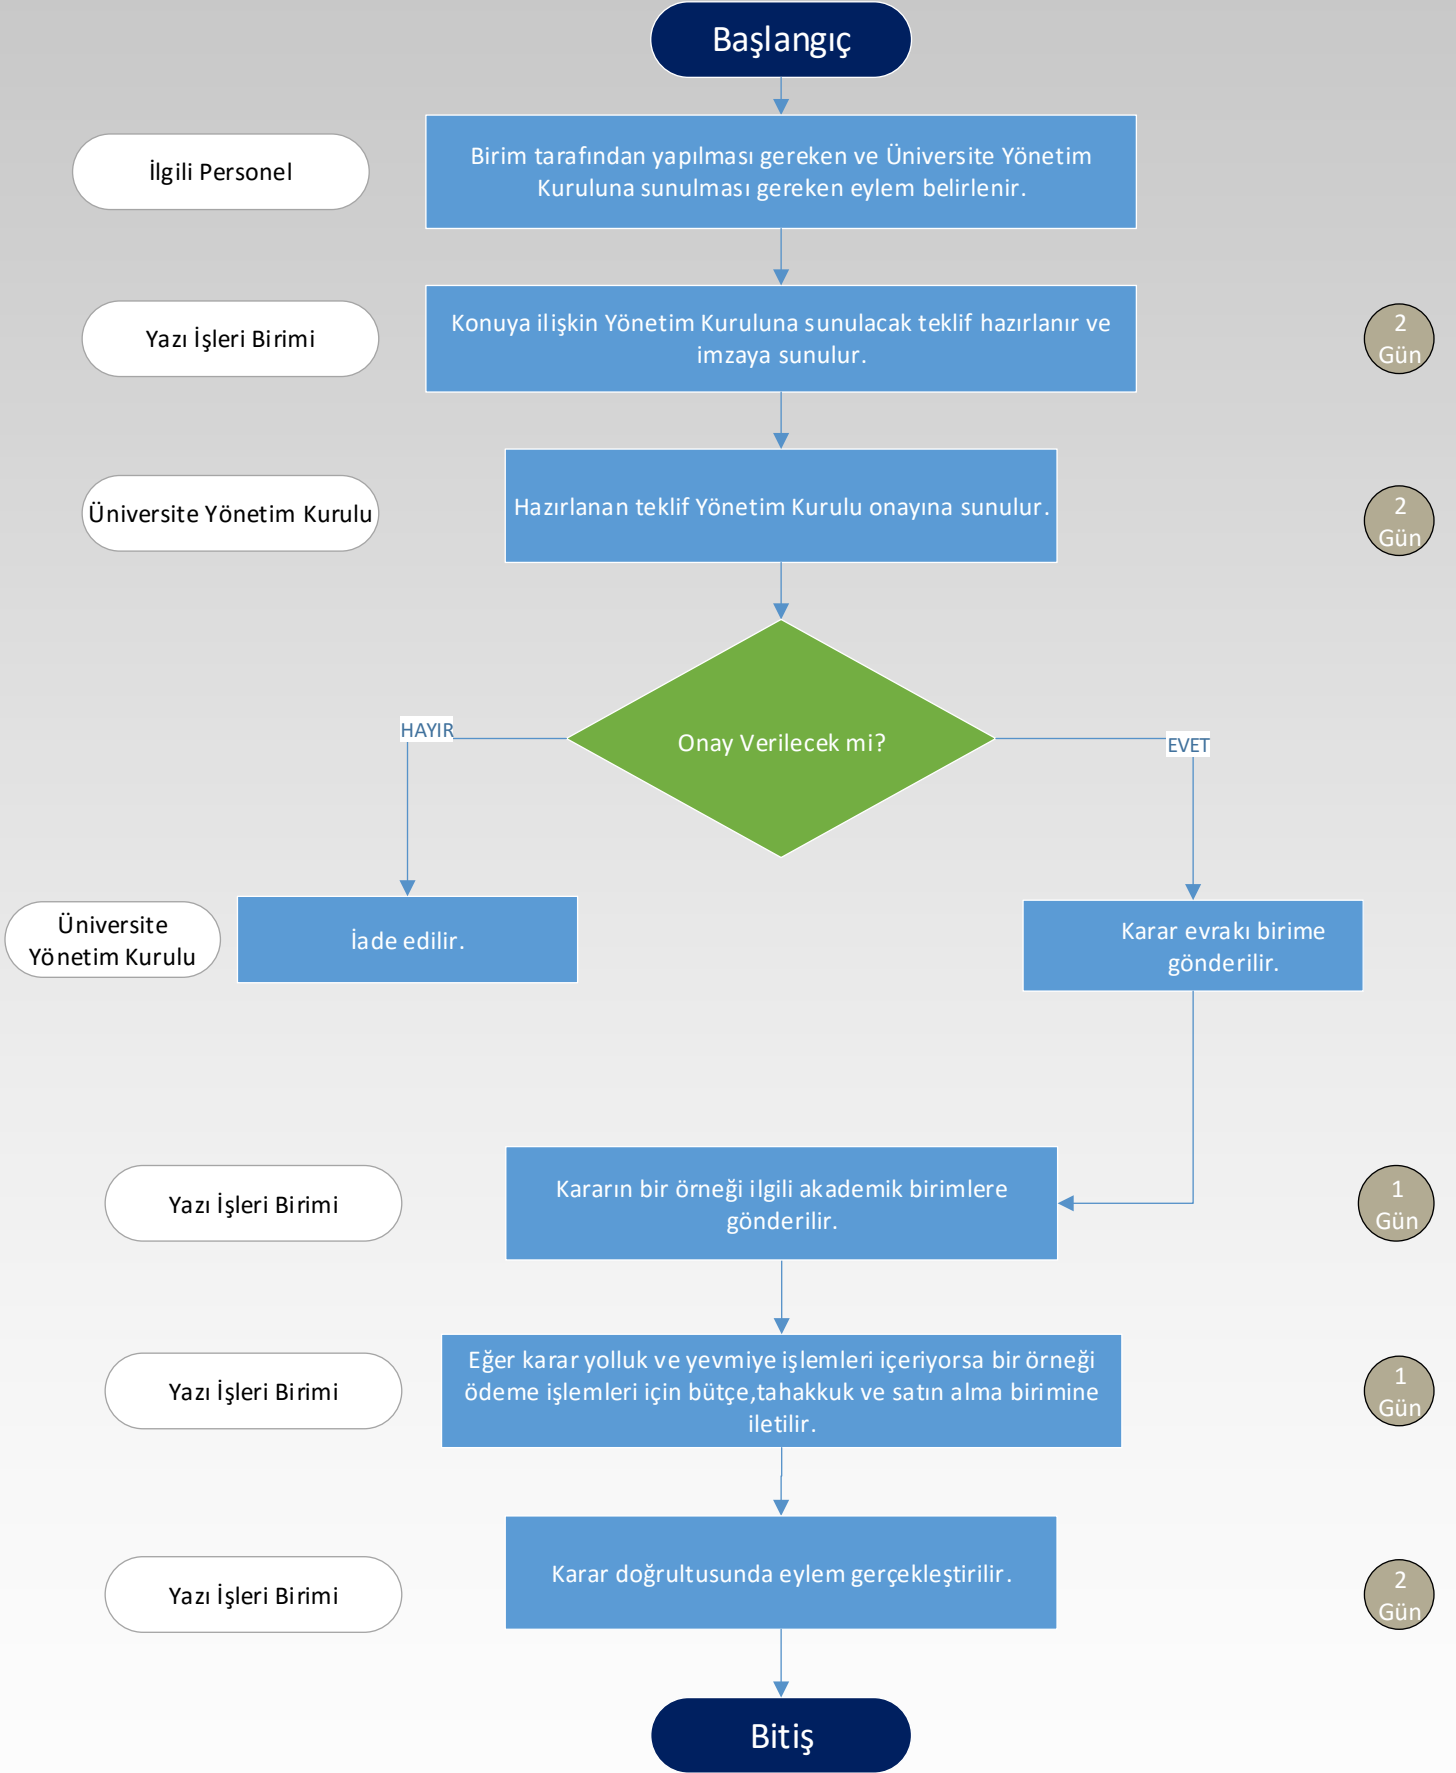 Başlangıç
İlgili Personel
Birim tarafından yapılması gereken ve Üniversite Yönetim
Kuruluna sunulması gereken eylem belirlenir.
Yazı İşleri Birimi
Konuya ilişkin Yönetim Kuruluna sunulacak teklif hazırlanır ve
imzaya sunulur.
2
Gün
Üniversite Yönetim Kurulu
Hazırlanan teklif Yönetim Kurulu onayına sunulur.
2
Gün
Onay Verilecek mi?
HAYIR
EVET
Üniversite
Yönetim Kurulu
İade edilir.
Karar evrakı birime
gönderilir.
Yazı İşleri Birimi
Kararın bir örneği ilgili akademik birimlere
gönderilir.
1
Gün
Yazı İşleri Birimi
Eğer karar yolluk ve yevmiye işlemleri içeriyorsa bir örneği
ödeme işlemleri için bütçe,tahakkuk ve satın alma birimine
iletilir.
1
Gün
Yazı İşleri Birimi
Karar doğrultusunda eylem gerçekleştirilir.
2
Gün
Bitiş